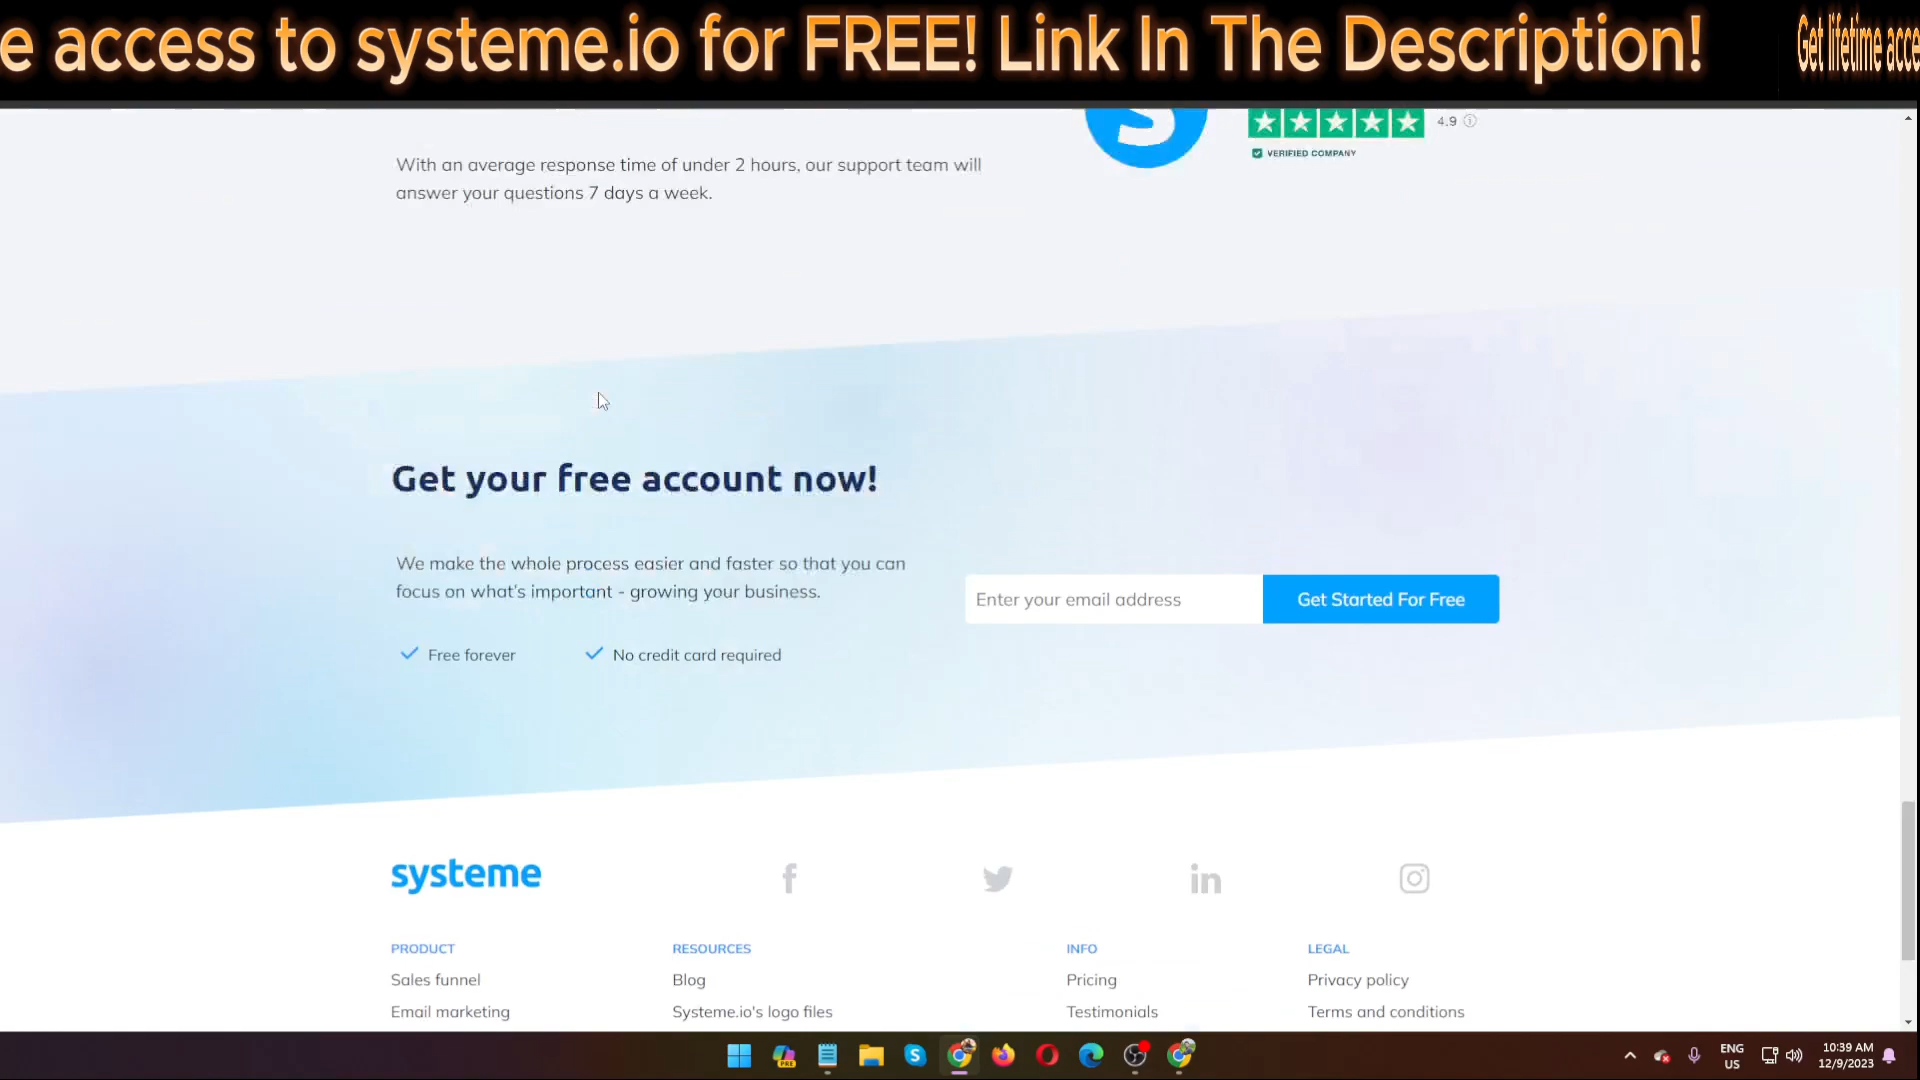 e access to systeme.io for FREE! Link In The Description!
Get lifetime acce
4.9
VERIFIED COMPANY
With an average response time of under 2 hours, our support team will
answer your questions 7 days a week.
Get your free account now!
We make the whole process easier and faster so that you can
focus on what's important - growing your business.
Enter your email address
Get Started For Free
Free forever
No credit card required
systeme
PRODUCT
RESOURCES
INFO
LEGAL
Sales funnel
Blog
Pricing
Privacy policy
Email marketing
Systeme.io's logo files
Testimonials
Terms and conditions
PRE
ENG
US
10:39 AM
12/9/2023